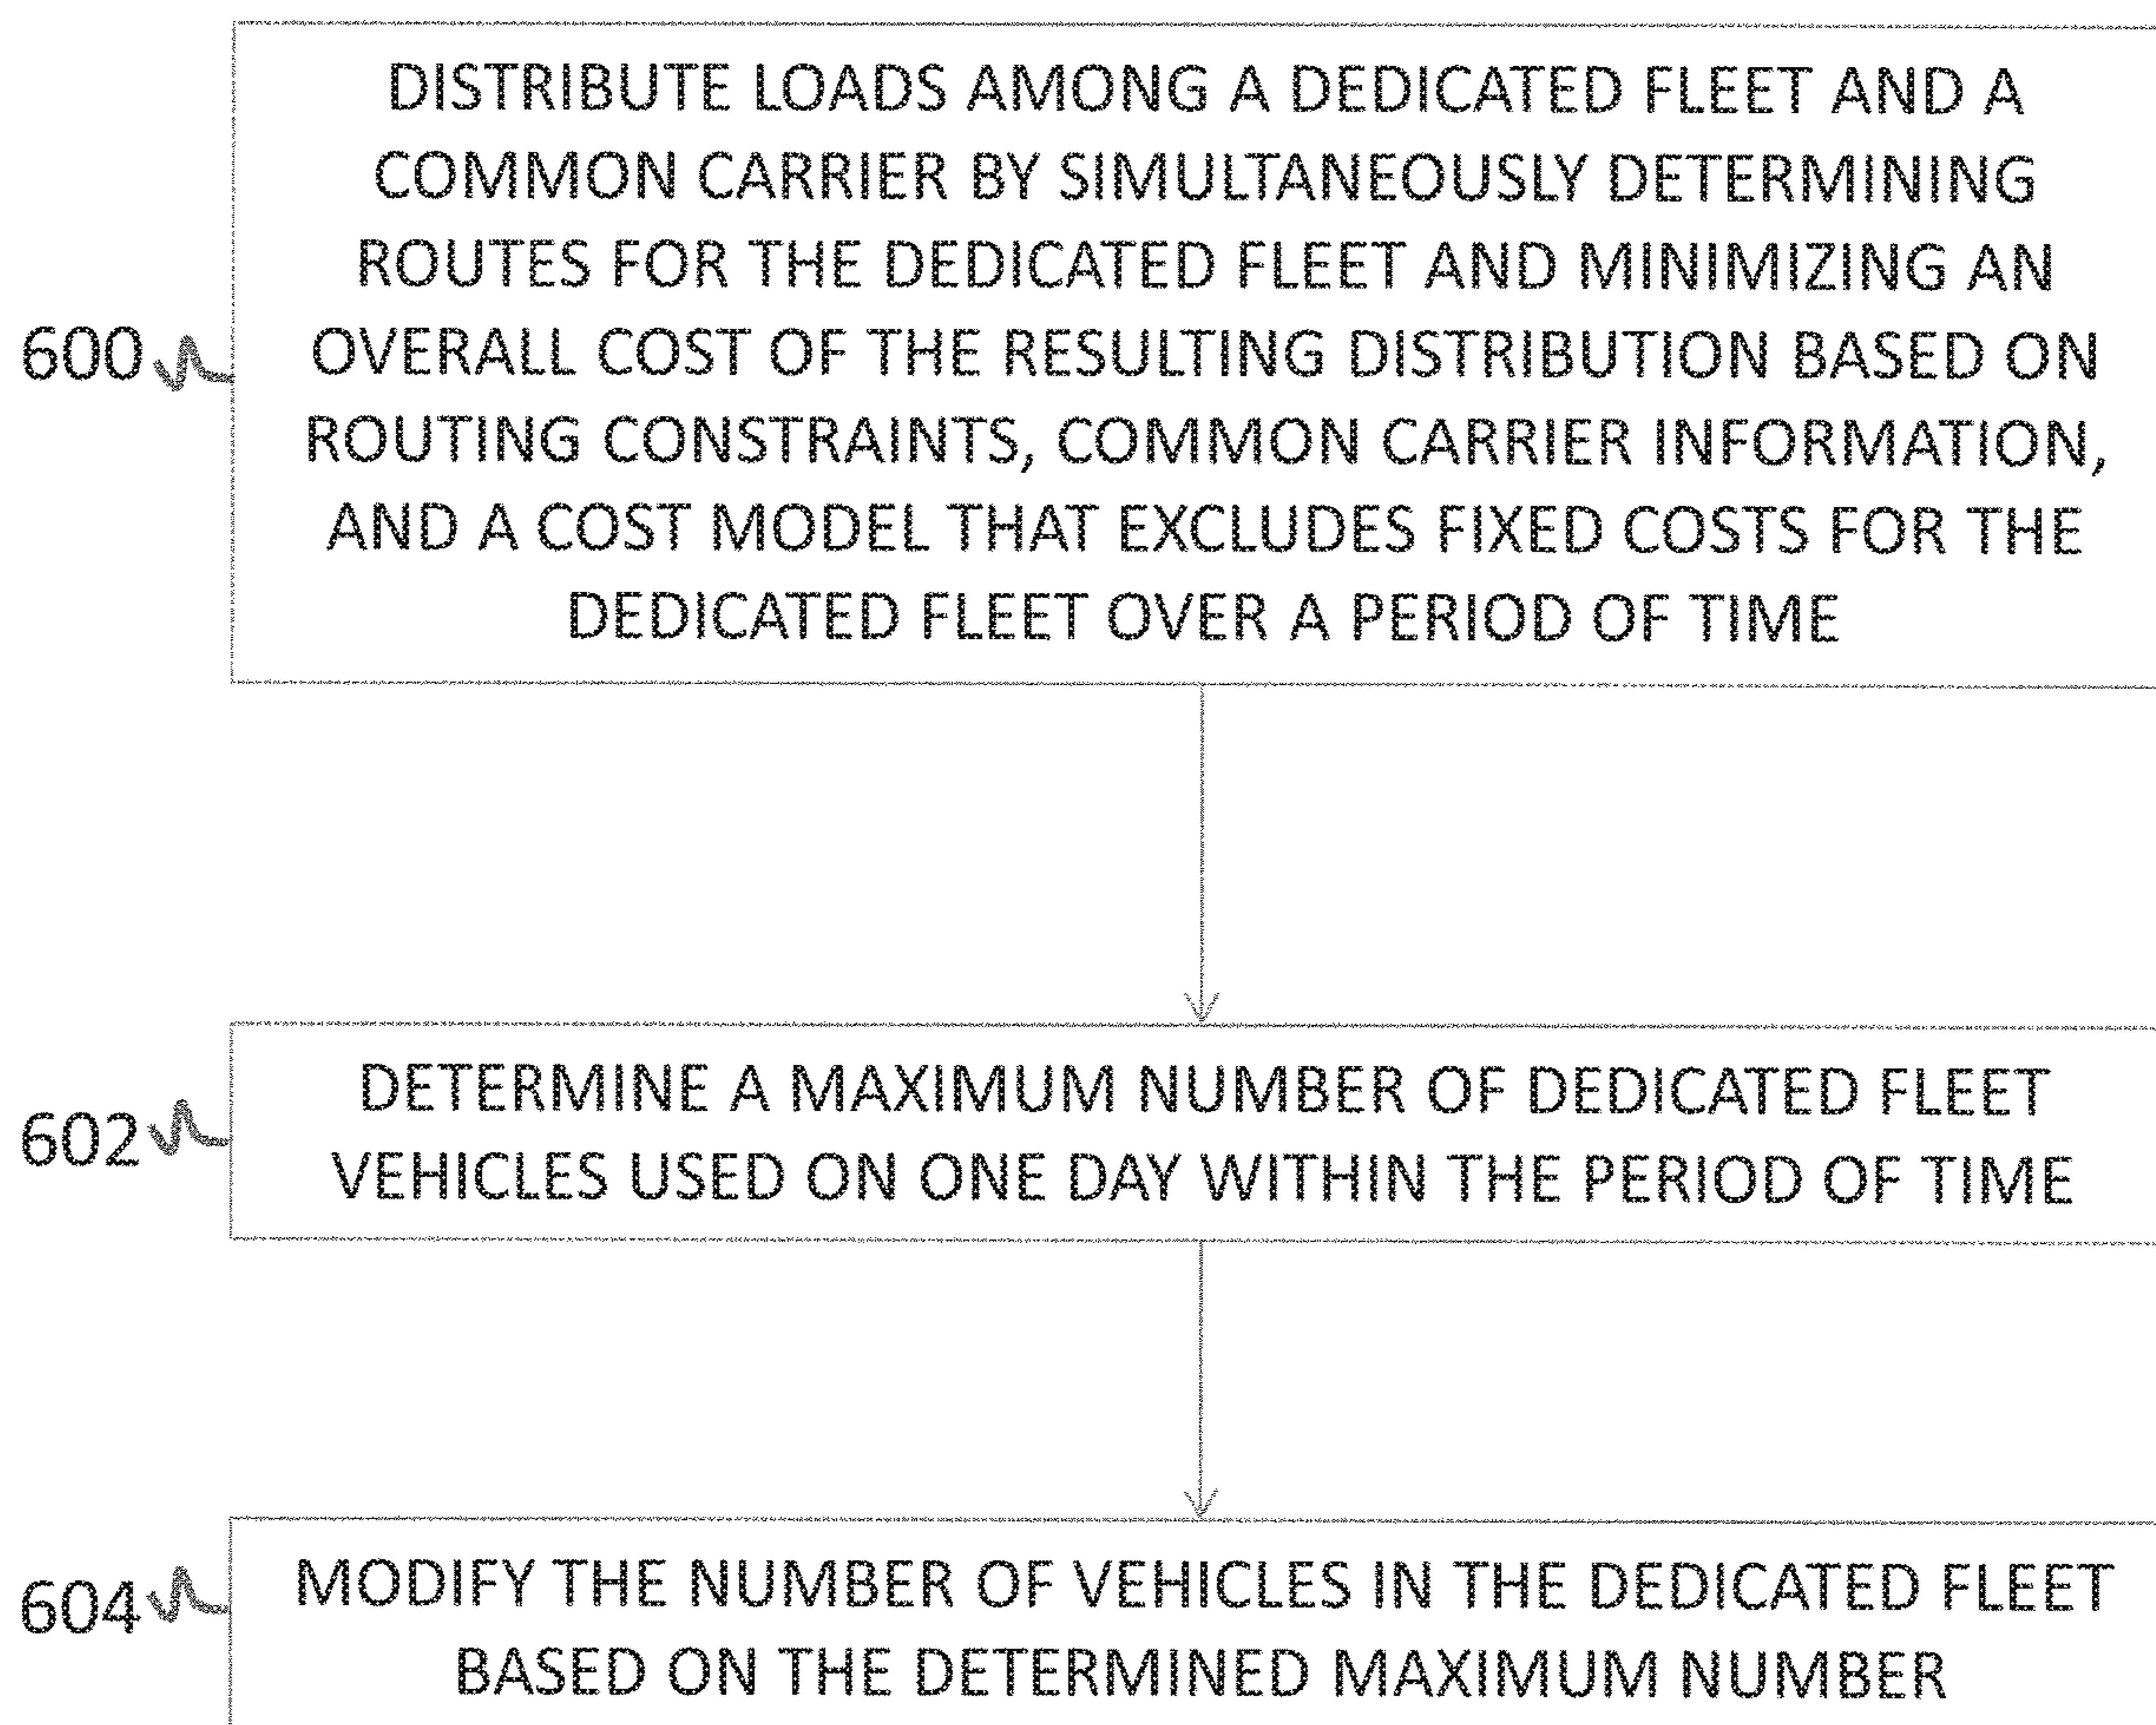 DISTRIBUTE LOADS AMONG A DEDICATED FLEET AND A
COMMON CARRIER BY SIMULTANEOUSLY DETERMINING
ROUTES FOR THE DEDICATED FLEET AND MINIMIZING AN
600
OVERALL COST OF THE RESULTING DISTRIBUTION BASED ON
ROUTING CONSTRAINTS, COMMON CARRIER INFORMATION,
AND A COST MODEL THAT EXCLUDES FIXED COSTS FOR THE
DEDICATED FLEET OVER A PERIOD OF TIME
602
DETERMINE A MAXIMUM NUMBER OF DEDICATED FLEET
VEHICLES USED ON ONE DAY WITHIN THE PERIOD OF TIME
604
MODIFY THE NUMBER OF VEHICLES IN THE DEDICATED FLEET
BASED ON THE DETERMINED MAXIMUM NUMBER